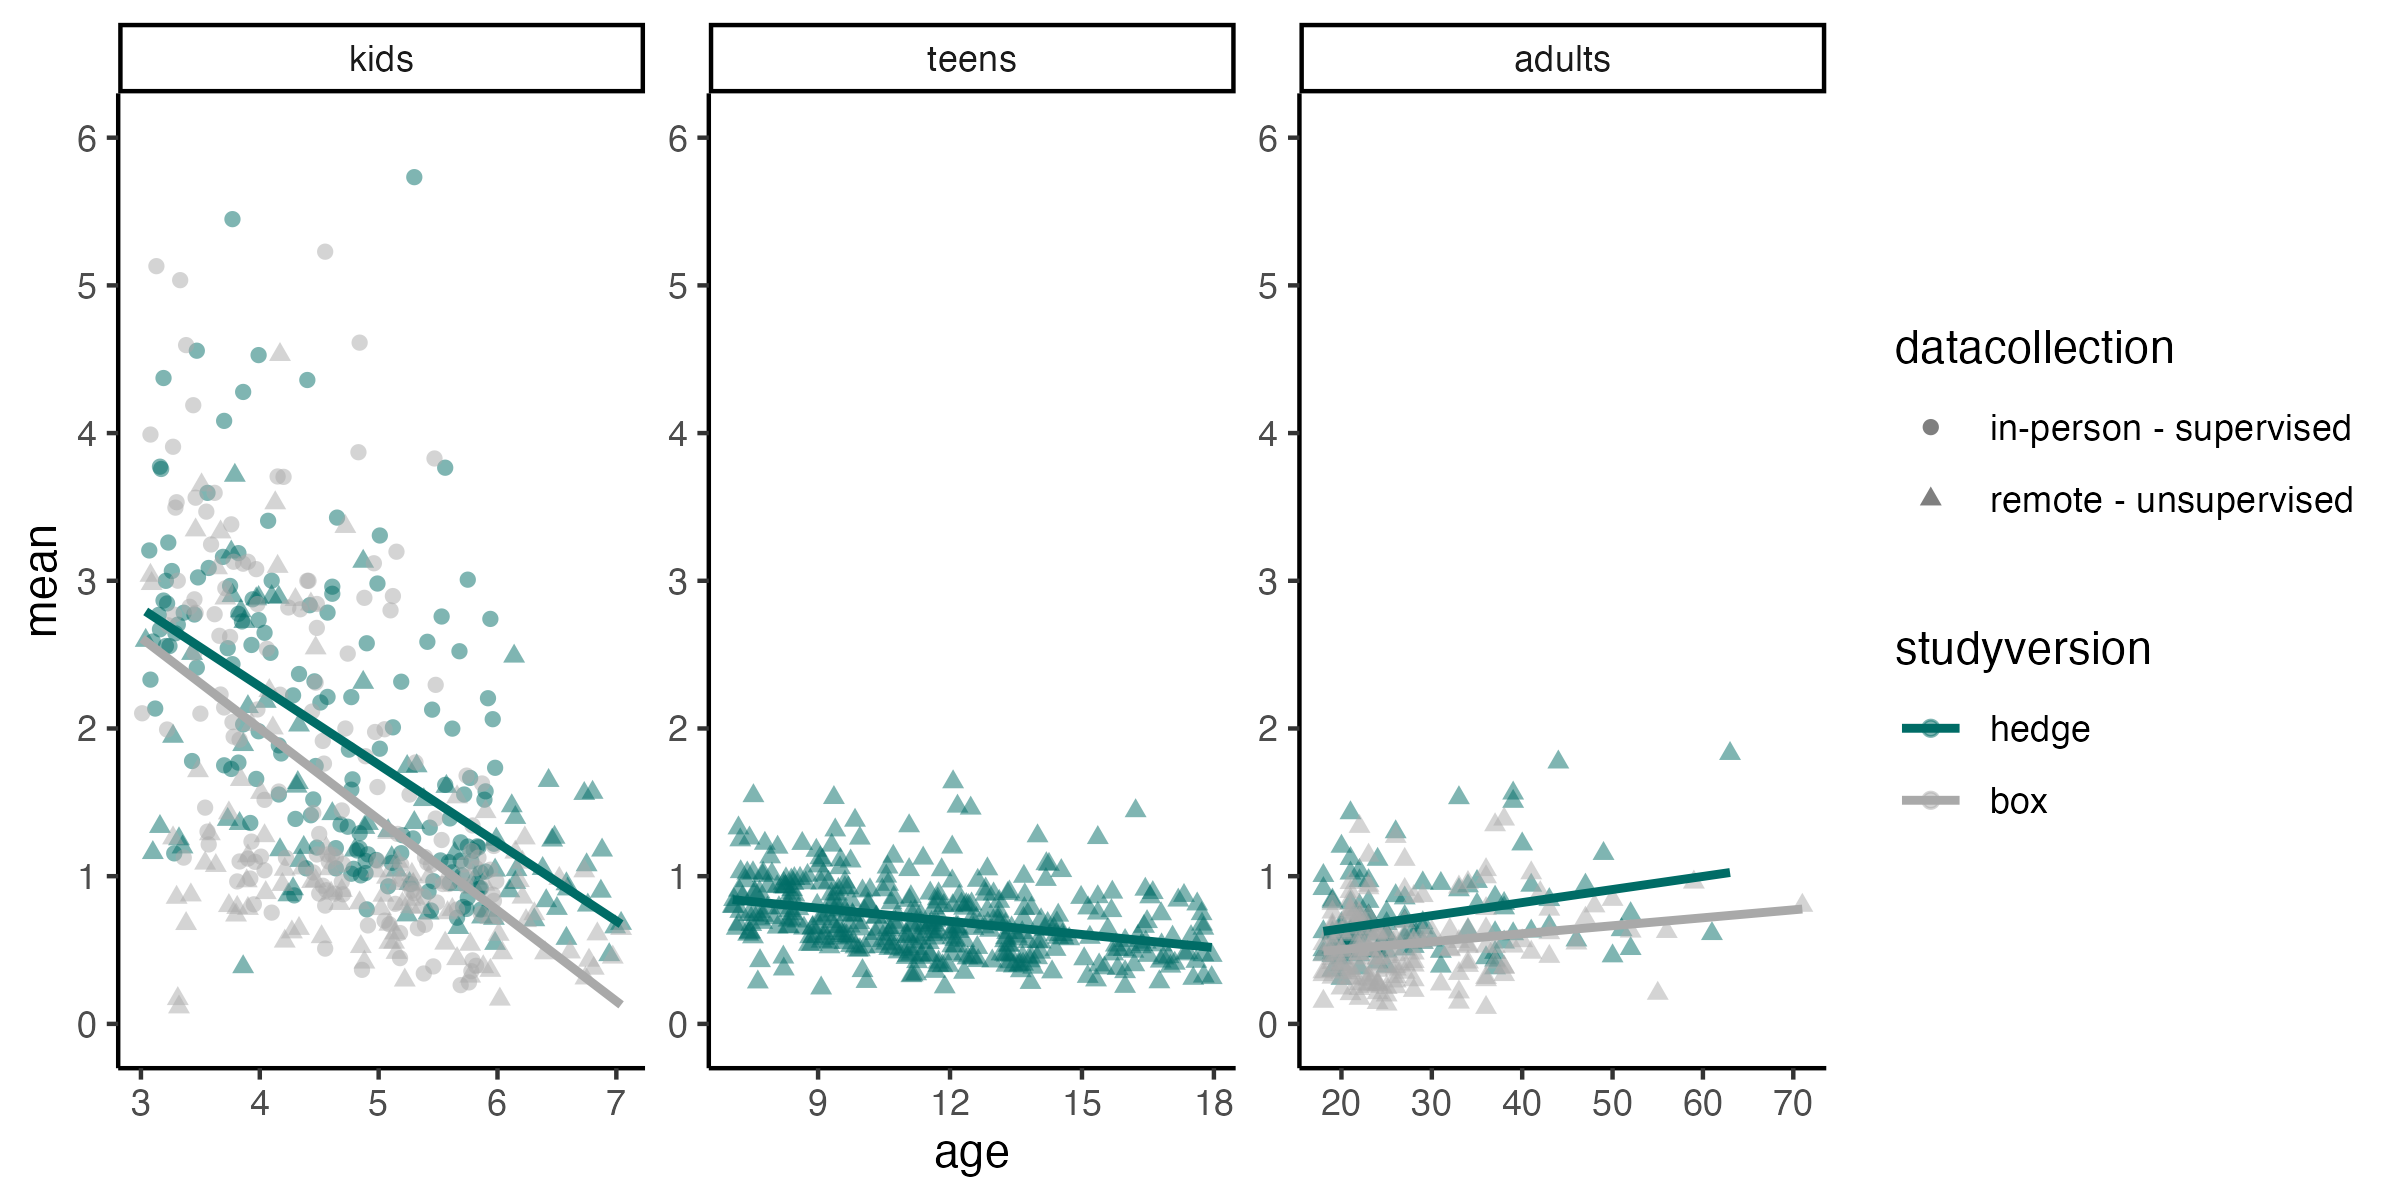 kids teens adults
6 6 6
5 5 5
4 4 4
3 3 3
2 2 2
1 1 1
0 0 0
3 4 5 6 7 9 12 15 18 20 30 40 50 60 70
mean
age
datacollection
in-person - supervised
remote - unsupervised
studyversion
hedge
box